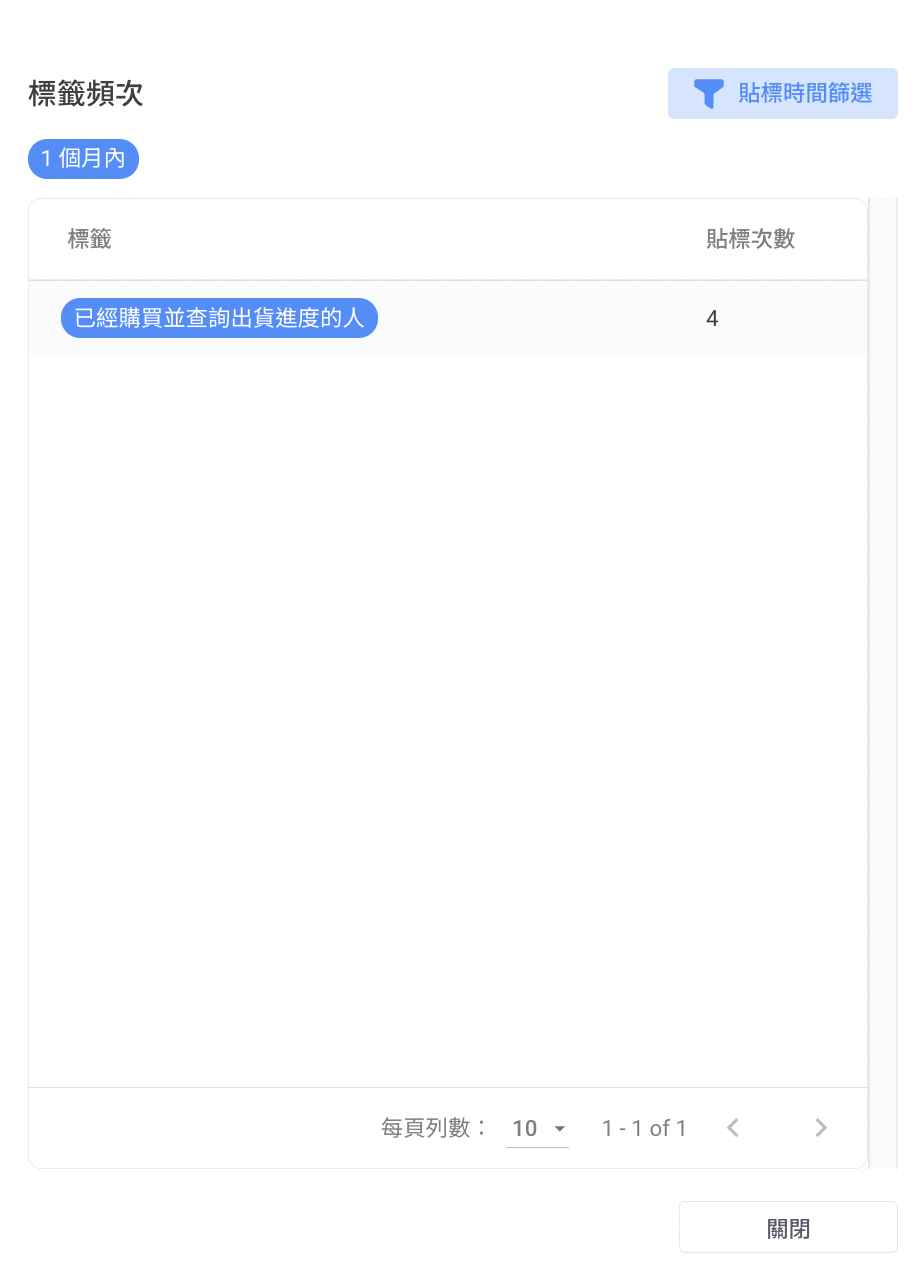 標籤頻次
貼標時間篩選
1 個月內
標籤 貼標次數
已經購買並查詢出貨進度的人 4
每頁列數： 10 1 - 1 of 1
關閉